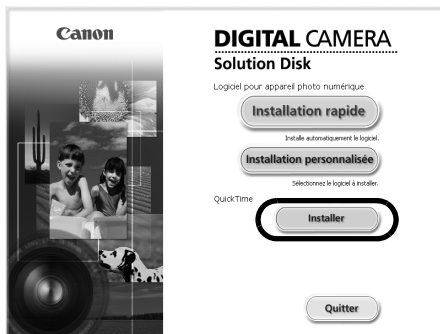 Canon
DIGITAL CAMERA
Solution Disk
Logiciel pour appareil photo numérique
Installation rapide
Installe automatiquement le logiciel.
Installation personnalisée
Sélectionnez le logiciel à installer.
QuickTime
Installer
Quitter